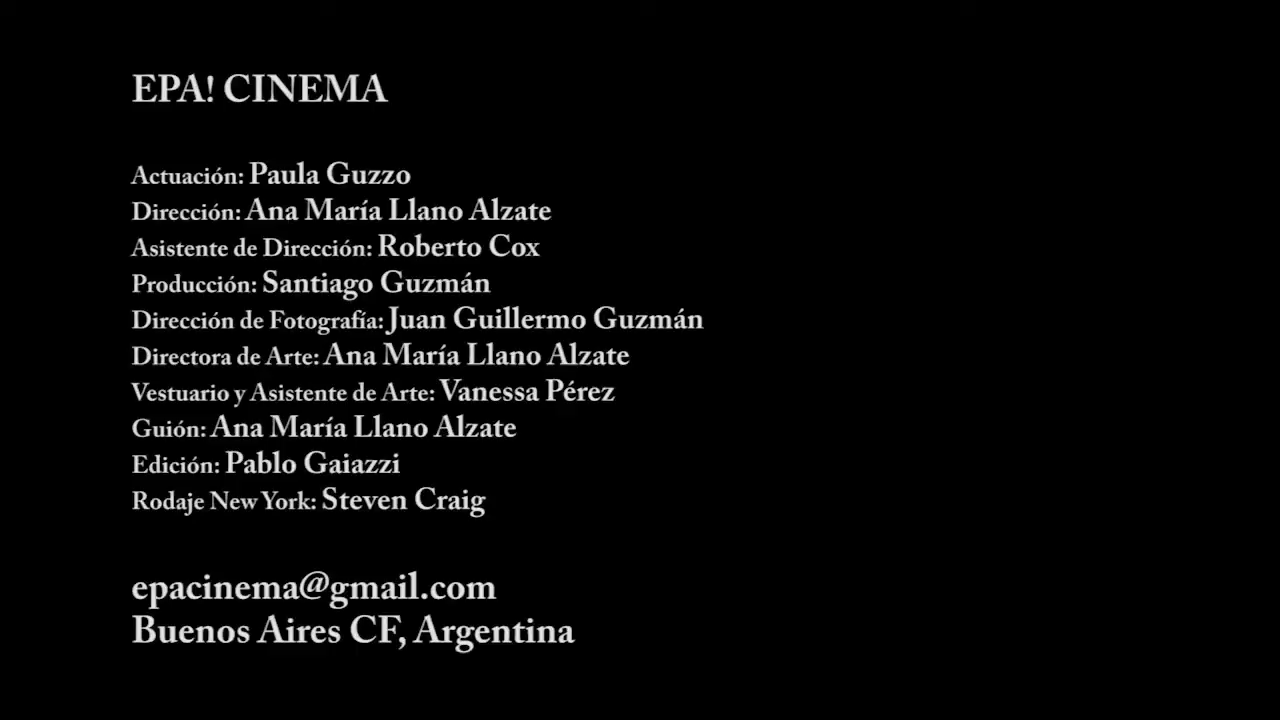 EPA! CINEMA
Actuación: Paula Guzzo
Dirección: Ana María Llano Alzate
Asistente de Dirección: Roberto Cox
Producción: Santiago Guzmán
Dirección de Fotografía: Juan Guillermo Guzmán
Directora de Arte: Ana María Llano Alzate
Vestuario y Asistente de Arte: Vanessa Pérez
Guión: Ana María Llano Alzate
Edición: Pablo Gaiazzi
Rodaje New York: Steven Craig
epacinema@gmail.com
Buenos Aires CF, Argentina